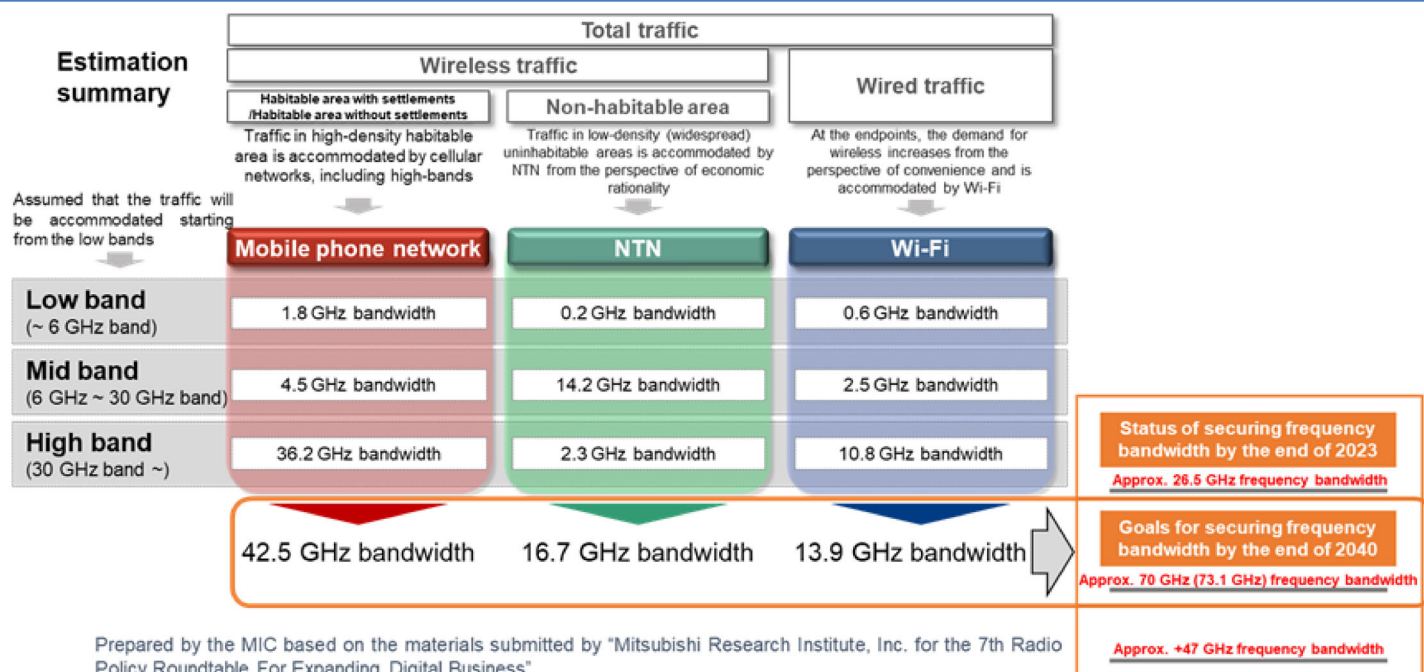 Total traffic
Estimation
summary
Wireless traffic
Wired traffic
Habitable area with settlements
/Habitable area without settlements
Non-habitable area
Traffic in high-density habitable
area is accommodated by cellular
networks, including high-bands
Traffic in low-density (widespread)
uninhabitable areas is accommodated by
NTN from the perspective of economic
rationality
At the endpoints, the demand for
wireless increases from the
perspective of convenience and is
accommodated by Wi-Fi
Assumed that the traffic will
be accommodated starting
from the low bands
Mobile phone network
NTN
Wi-Fi
Low band
(~ 6 GHz band)
1.8 GHz bandwidth
0.2 GHz bandwidth
0.6 GHz bandwidth
Mid band
(6 GHz ~ 30 GHz band)
4.5 GHz bandwidth
14.2 GHz bandwidth
2.5 GHz bandwidth
High band
(30 GHz band ~)
36.2 GHz bandwidth
2.3 GHz bandwidth
10.8 GHz bandwidth
Status of securing frequency
bandwidth by the end of 2023
Approx. 26.5 GHz frequency bandwidth
42.5 GHz bandwidth
16.7 GHz bandwidth
13.9 GHz bandwidth
Goals for securing frequency
bandwidth by the end of 2040
Approx. 70 GHz (73.1 GHz) frequency bandwidth
Approx. +47 GHz frequency bandwidth
Prepared by the MIC based on the materials submitted by “Mitsubishi Research Institute, Inc. for the 7th Radio
Policy Roundtable For Expanding Digital Business”